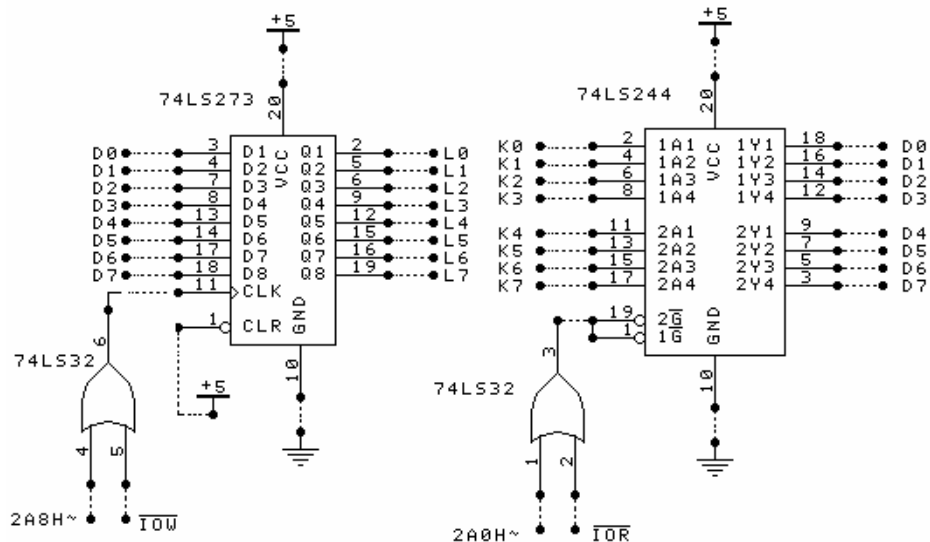 +5
74LS273
20
D0 3 D1 VCC Q1 2 L0
D1 4 D2 Q2 5 L1
D2 7 D3 Q3 6 L2
D3 8 D4 Q4 9 L3
D4 13 D5 Q5 12 L4
D5 14 D6 Q6 15 L5
D6 17 D7 Q7 16 L6
D7 18 D8 Q8 19 L7
11 CLK
1 CLR GND
10
6
74LS32
+5
4 5
2A8H~ IOW
+5
74LS244
20
K0 2 1A1 VCC 1Y1 18 D0
K1 4 1A2 1Y2 16 D1
K2 6 1A3 1Y3 14 D2
K3 8 1A4 1Y4 12 D3
K4 11 2A1 2Y1 9 D4
K5 13 2A2 2Y2 7 D5
K6 15 2A3 2Y3 5 D6
K7 17 2A4 2Y4 3 D7
19 2G GND
1 1G
10
3
74LS32
1 2
2A0H~ IOR